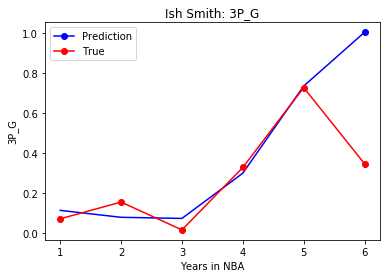 Ish Smith: 3P_G
Prediction
True
1.0
0.8
0.6
0.4
0.2
0.0
3P_G
1 2 3 4 5 6
Years in NBA